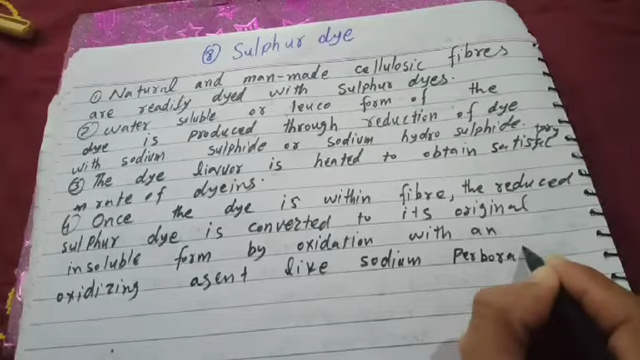 ⑧ Sulphur dye
① Natural and man-made cellulosic fibres
are readily dyed with sulphur dyes.
② Water soluble or leuco form of the
dye is produced through reduction of dye
with sodium sulphide or sodium hydro sulphide.
③ The dye liquor is heated to obtain satisfactory
rate of dyeins.
④ Once the dye is within fibre, the reduced
sulphur dye is converted to its original
insoluble form by oxidation with an
oxidizing agent like sodium Perbora